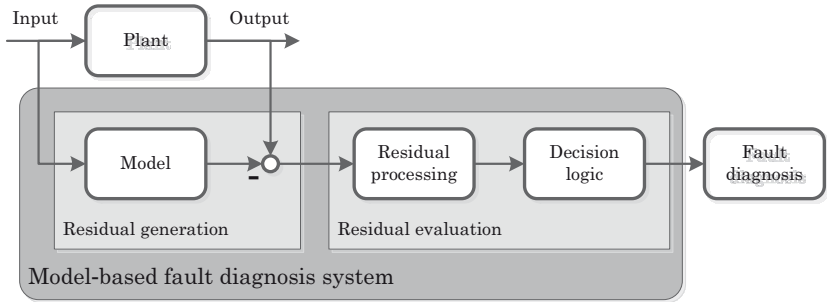 Input
Output
Plant
Model
-
Residual
processing
Decision
logic
Fault
diagnosis
Residual generation
Residual evaluation
Model-based fault diagnosis system